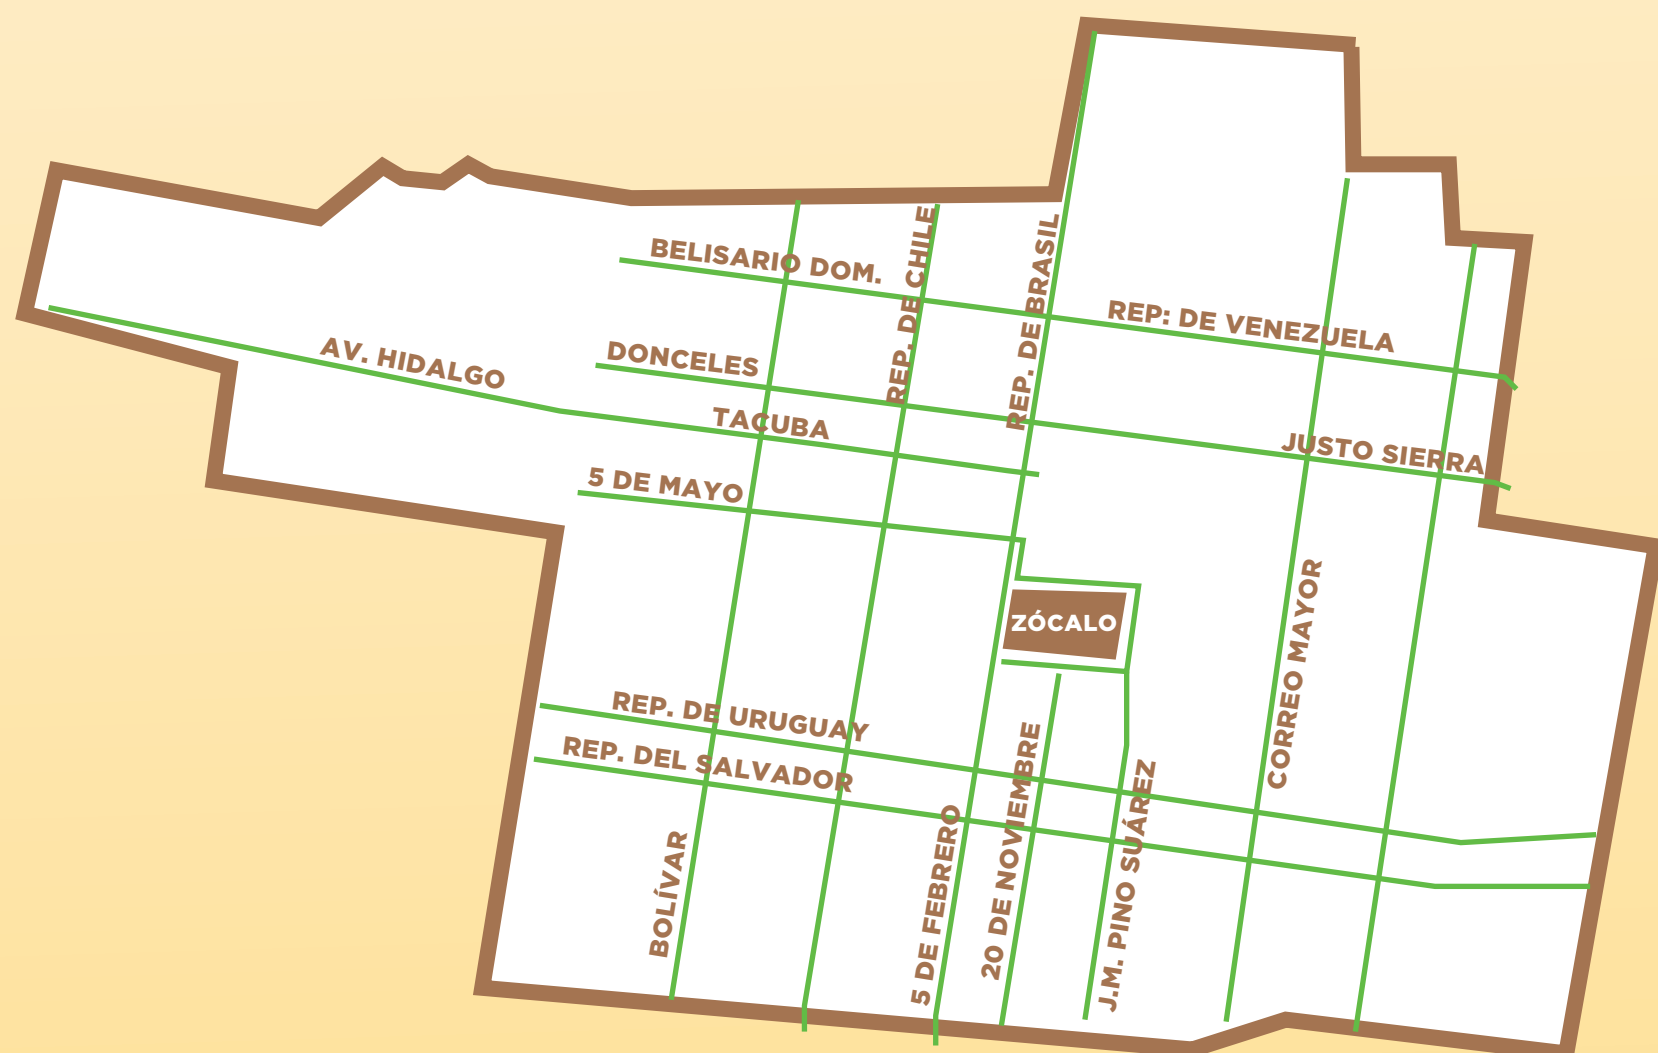 BELISARIO DOM.
REP. DE CHILE
REP. DE BRASIL
REP: DE VENEZUELA
AV. HIDALGO
DONCELES
TACUBA
JUSTO SIERRA
5 DE MAYO
ZÓCALO
CORREO MAYOR
REP. DE URUGUAY
REP. DEL SALVADOR
BOLÍVAR
5 DE FEBRERO
20 DE NOVIEMBRE
J.M. PINO SUÁREZ